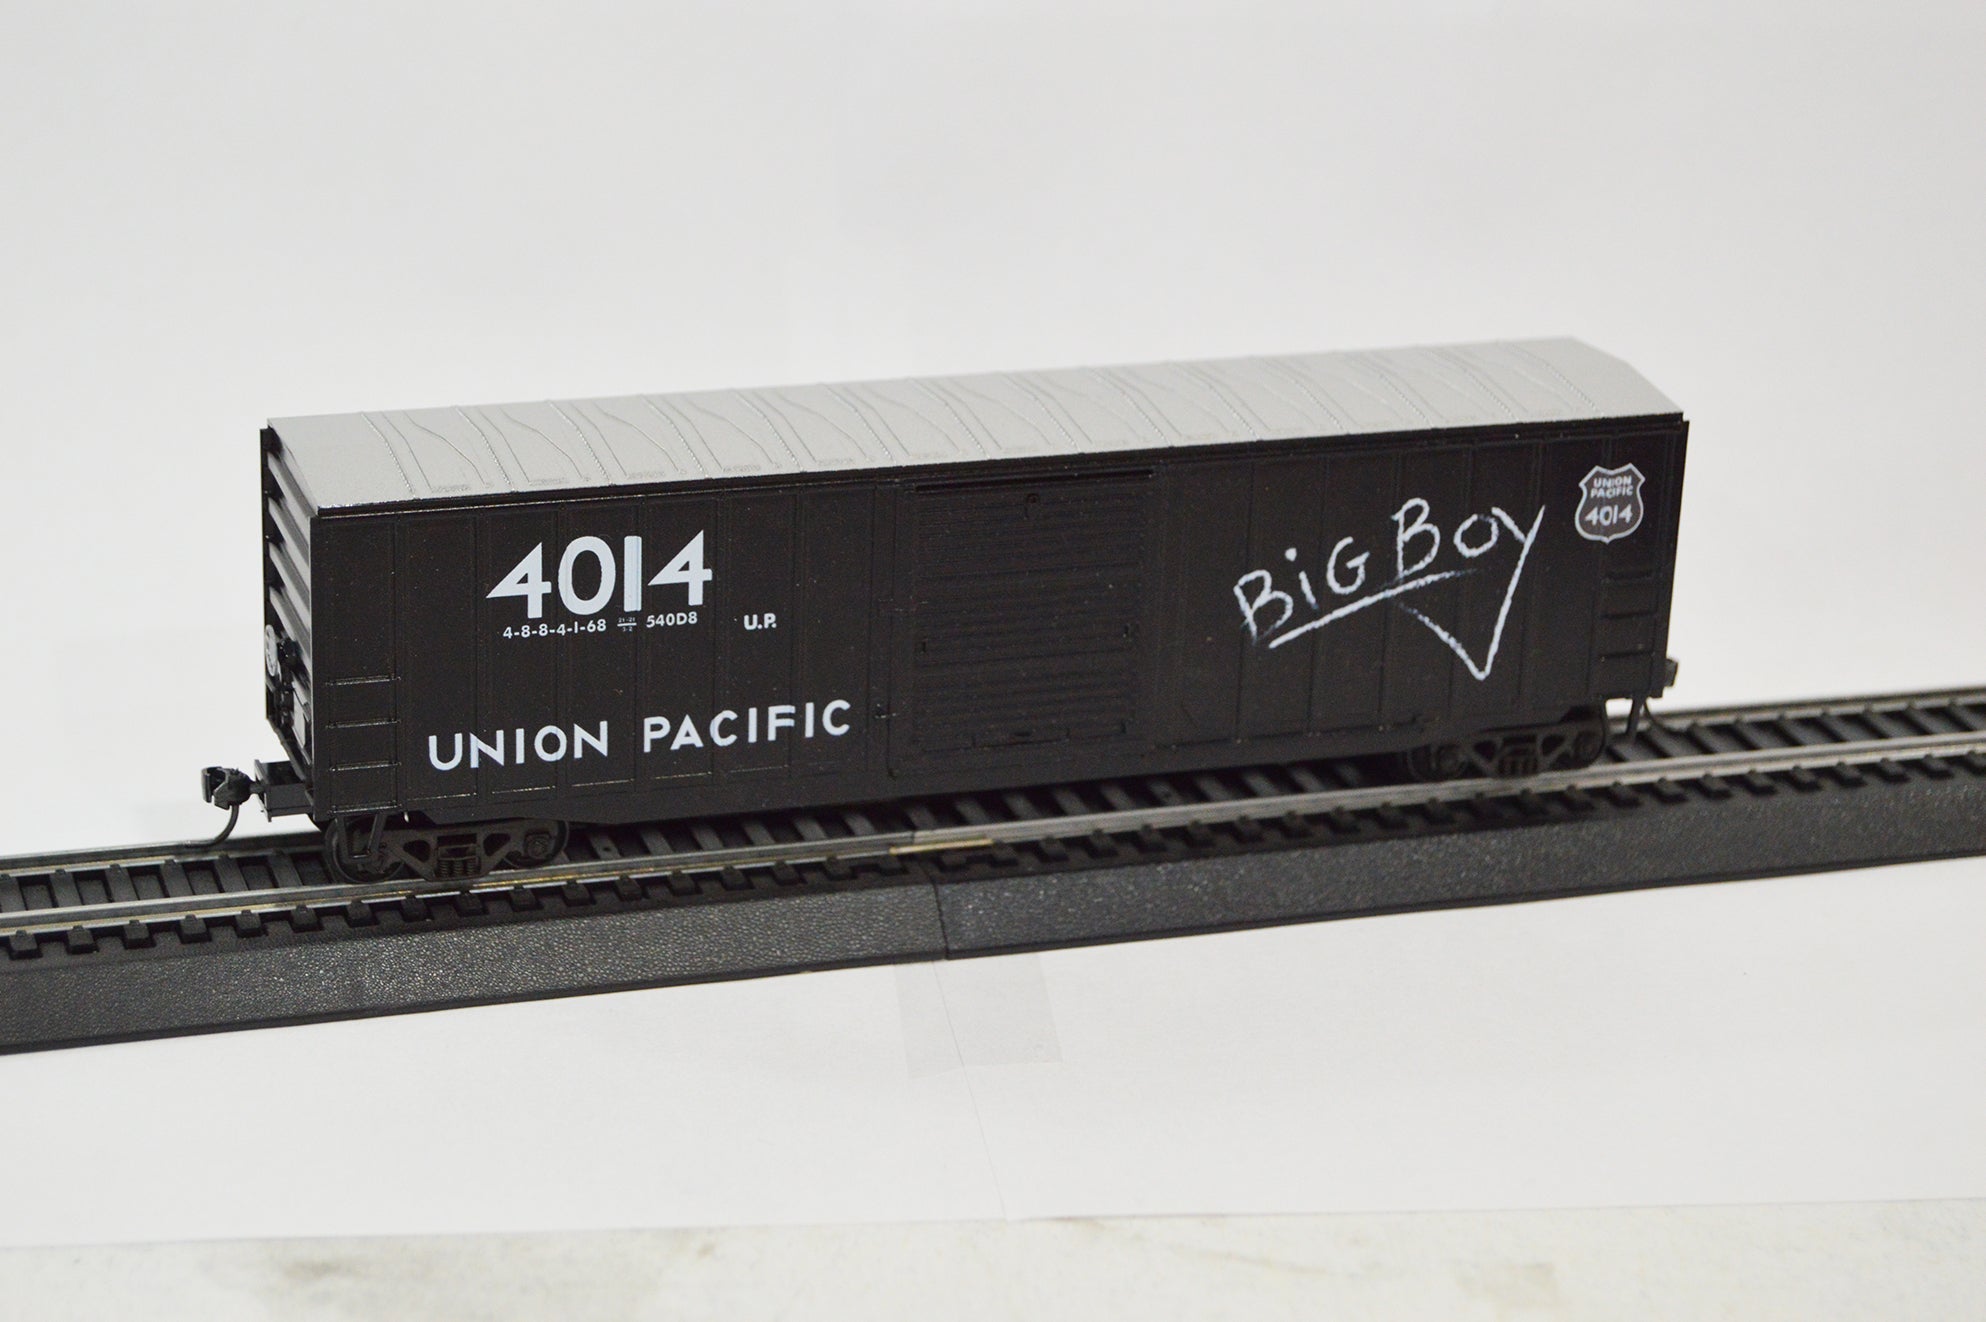 4014
4-8-8-4-1-68 540D8 U.P.
UNION PACIFIC
BiG Boy
UNION
PACIFIC
4014